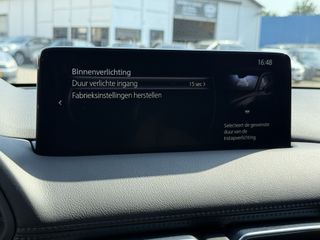 16:48
Binnenverlichting
Duur verlichte ingang 15 sec >
Fabrieksinstellingen herstellen
Selecteert de gewenste
duur van de
instapverlichting.